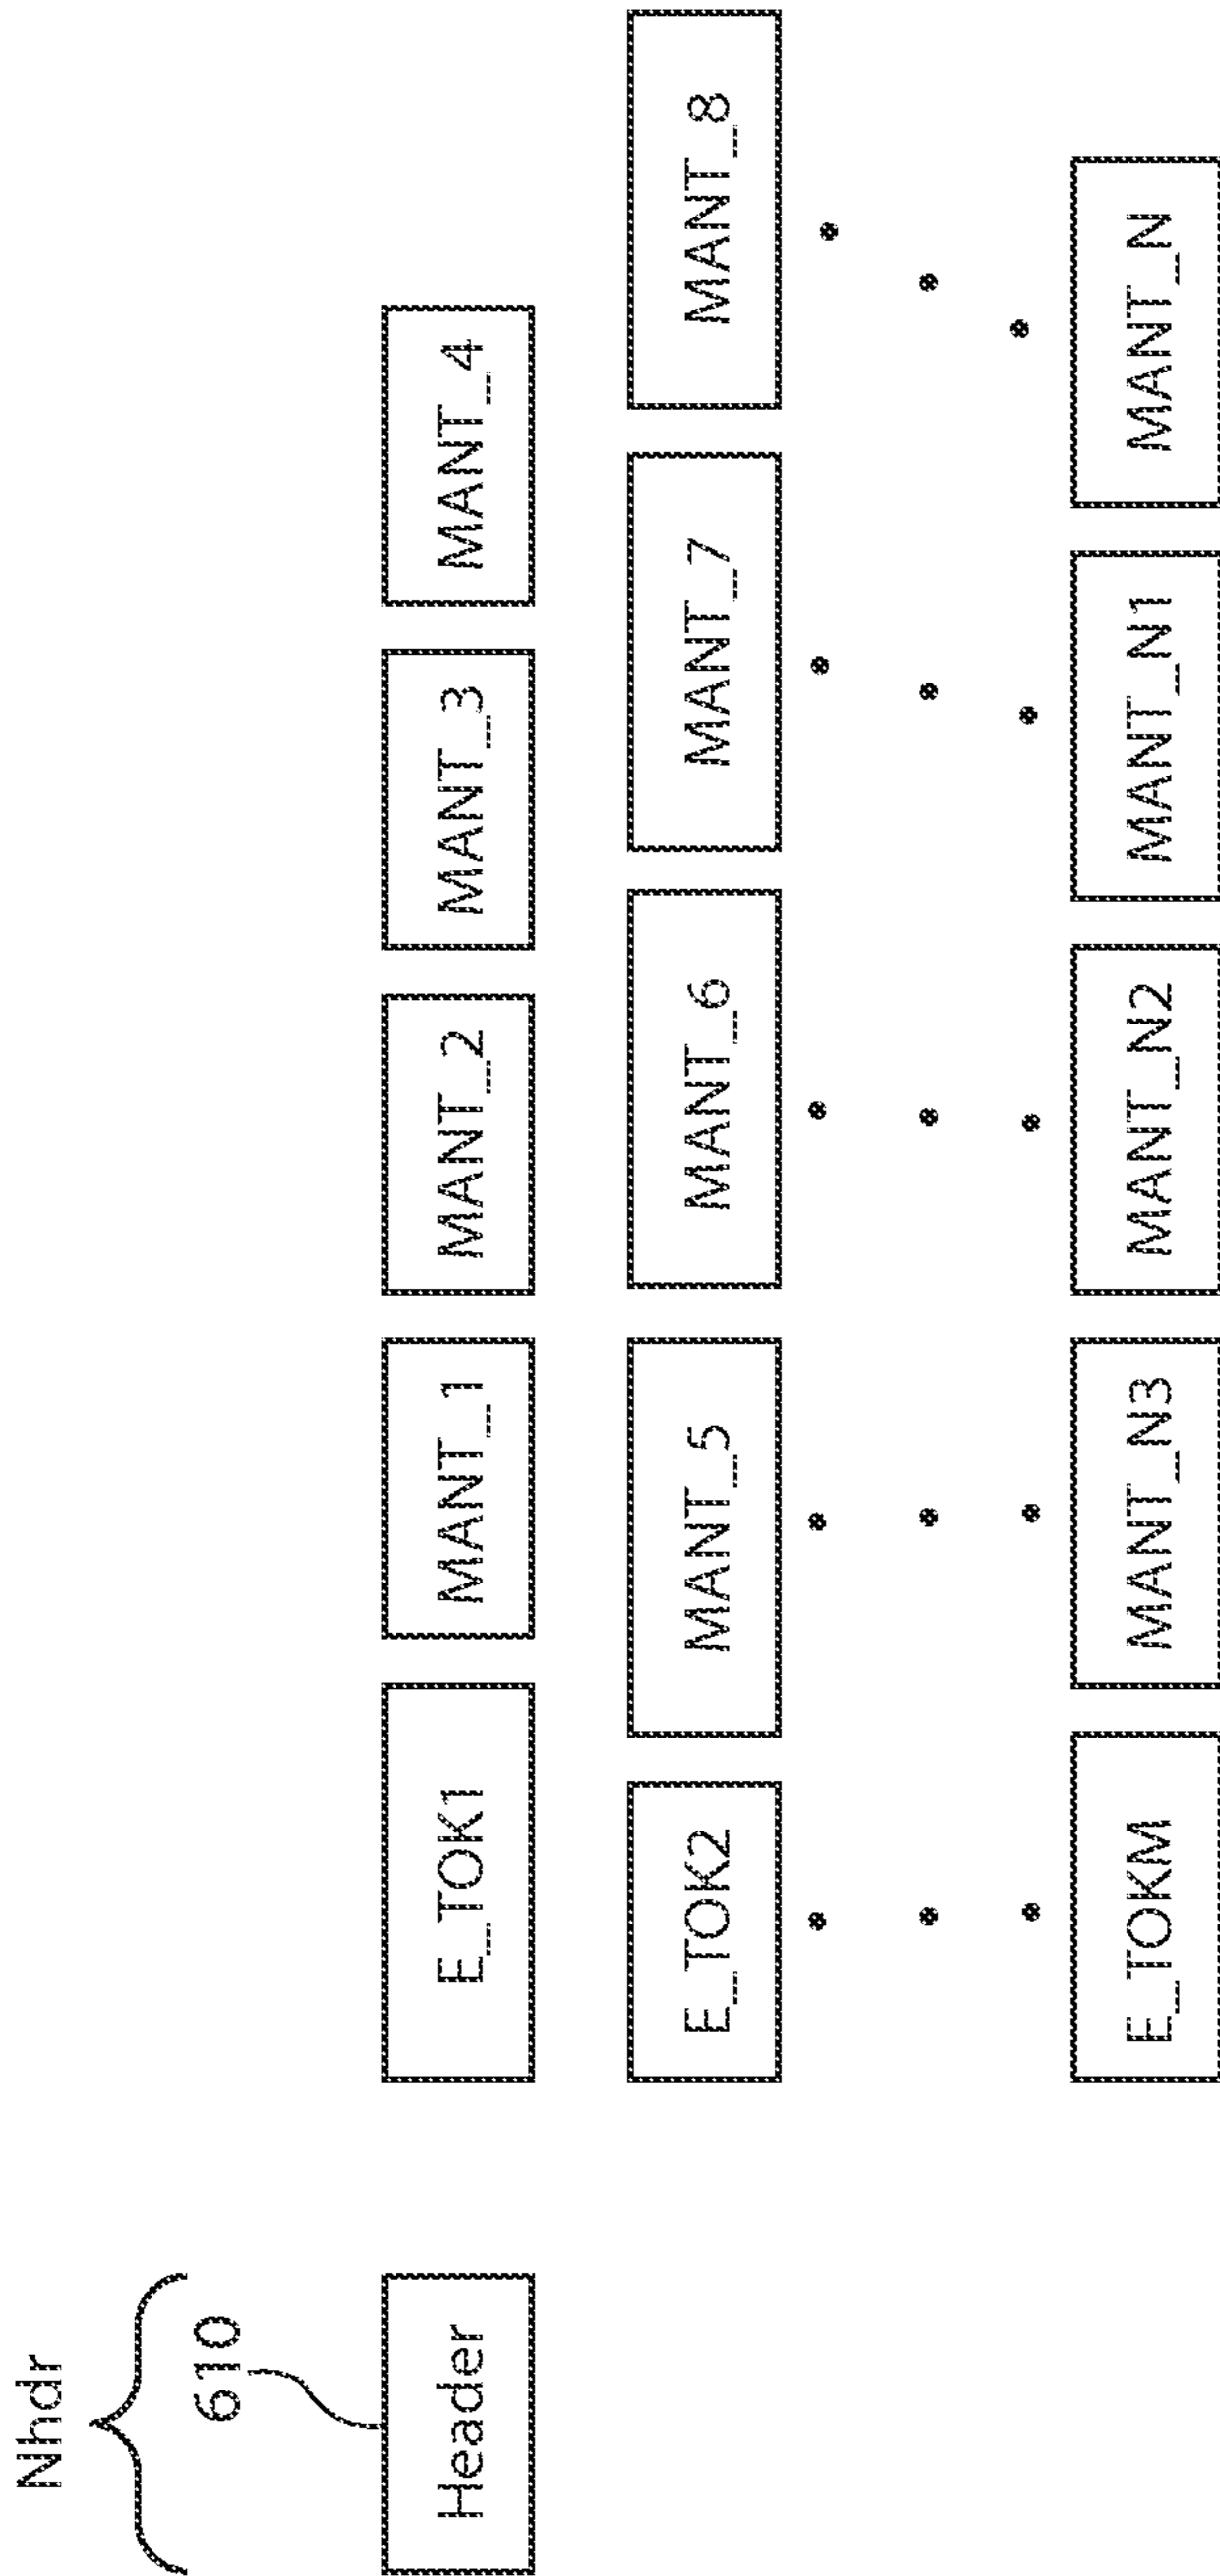 Nhdr
610
Header
E_TOK1 MANT_1 MANT_2 MANT_3 MANT_4
E_TOK2 MANT_5 MANT_6 MANT_7 MANT_8
E_TOKM MANT_N3 MANT_N2 MANT_N1 MANT_N